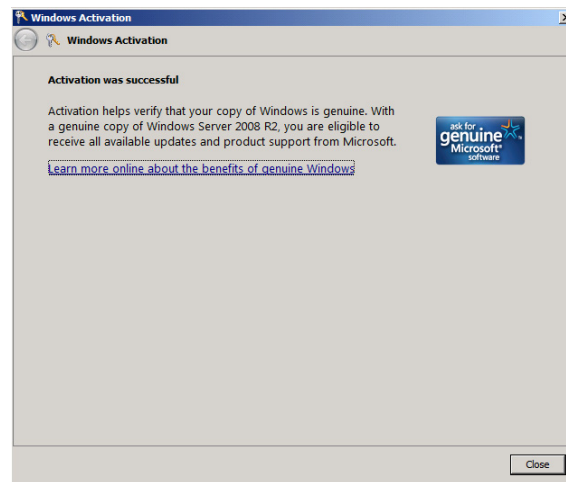 Windows Activation
Windows Activation
Activation was successful
Activation helps verify that your copy of Windows is genuine. With
a genuine copy of Windows Server 2008 R2, you are eligible to
receive all available updates and product support from Microsoft.
ask for
genuine
Microsoft®
software
Learn more online about the benefits of genuine Windows
Close